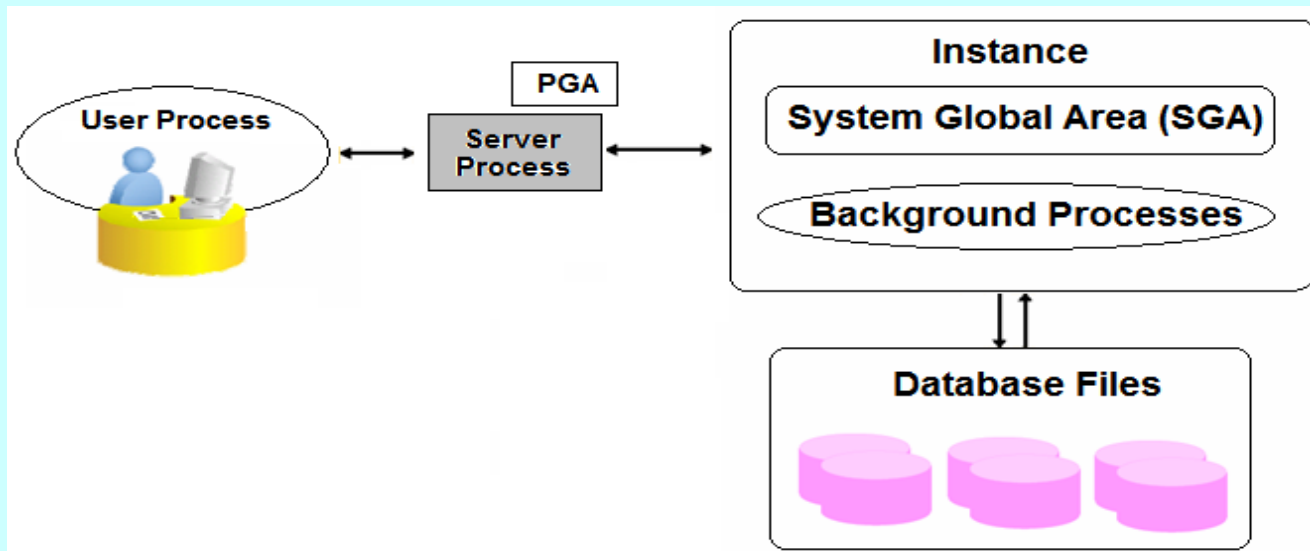 User Process
PGA
Server
Process
Instance
System Global Area (SGA)
Background Processes
Database Files